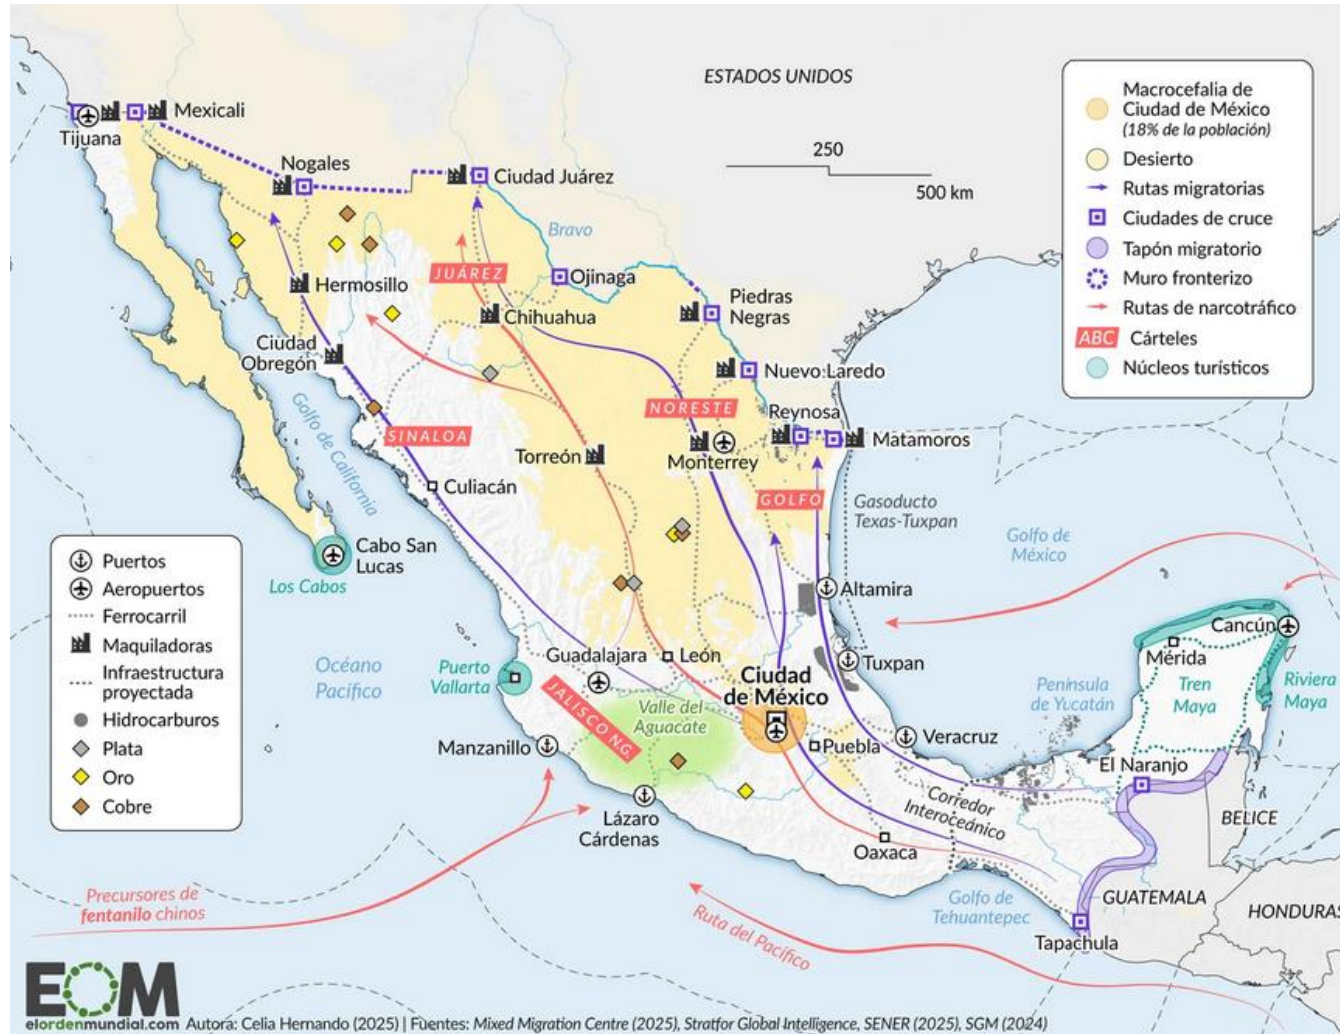 ESTADOS UNIDOS
250
500 km
Macrocefalia de
Ciudad de México
(18% de la población)
Desierto
Rutas migratorias
Ciudades de cruce
Tapón migratorio
Muro fronterizo
Rutas de narcotráfico
ABC Cárteles
Núcleos turísticos
Tijuana
Mexicali
Nogales
Ciudad Juárez
Bravo
JUÁREZ
Ojinaga
Hermosillo
Chihuahua
Piedras
Negras
Ciudad
Obregón
Nuevo Laredo
NORESTE
Reynosa
Golfo de California
SINALOA
Matamoros
Torreón
Monterrey
Culiacán
GOLFO
Gasoducto
Texas-Tuxpan
Golfo de
México
Cabo San
Lucas
Los Cabos
Puertos
Aeropuertos
Ferrocarril
Maquiladoras
Infraestructura
proyectada
Hidrocarburos
Plata
Oro
Cobre
Altamira
Cancún
Océano
Pacífico
Puerto
Vallarta
Guadalajara
León
Tuxpan
Mérida
Ciudad
de México
Península
de Yucatán
Tren
Maya
Riviera
Maya
JALISCO NG.
Valle del
Aguacate
Manzanillo
Puebla
Veracruz
El Naranjo
Lázaro
Cárdenas
Corredor
Interoceánico
BELICE
Oaxaca
Precursores de
fentanilo chinos
Ruta del Pacífico
Golfo de
Tehuantepec
GUATEMALA
HONDURAS
Tapachula
EOM
elordenmundial.com Autora: Celia Hernando (2025) | Fuentes: Mixed Migration Centre (2025), Stratfor Global Intelligence, SENER (2025), SGM (2024)